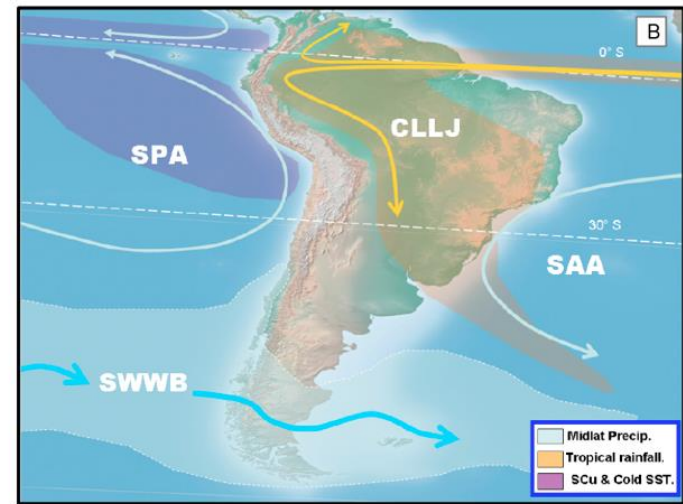 B
0° S
CLLJ
SPA
30° S
SAA
SWWB
Midlat Precip.
Tropical rainfall.
SCu & Cold SST.